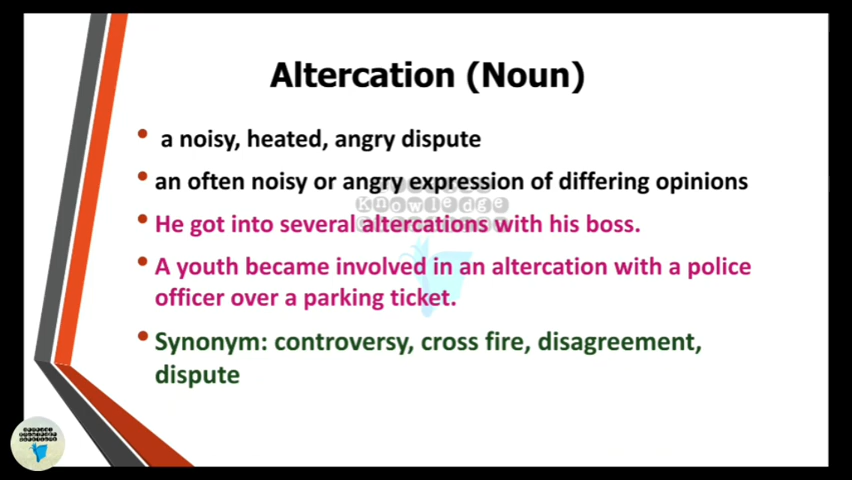 Altercation (Noun)
• a noisy, heated, angry dispute
• an often noisy or angry expression of differing opinions
Knowledge
• He got into several altercations with his boss.
• A youth became involved in an altercation with a police
officer over a parking ticket.
• Synonym: controversy, cross fire, disagreement,
dispute